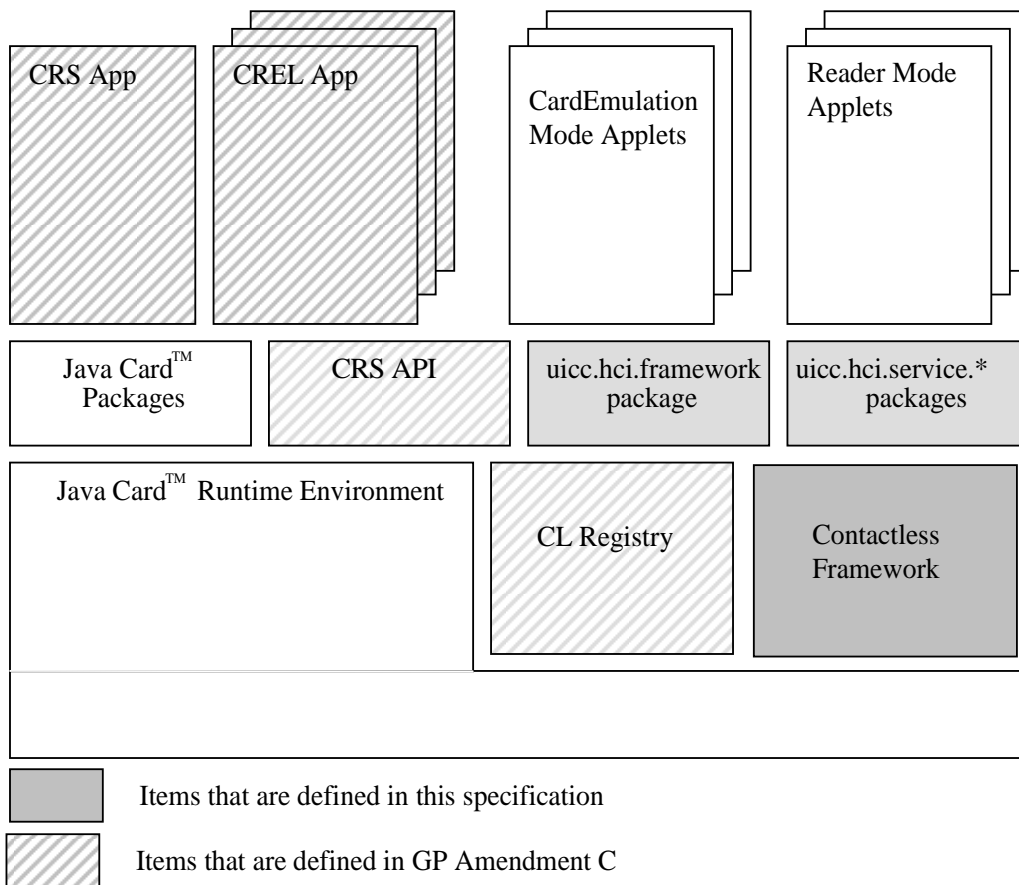 CRS App
CREL App
CardEmulation
Mode Applets
Reader Mode
Applets
Java Card™
Packages
CRS API
uicc.hci.framework
package
uicc.hci.service.*
packages
Java Card™ Runtime Environment
CL Registry
Contactless
Framework
Items that are defined in this specification
Items that are defined in GP Amendment C